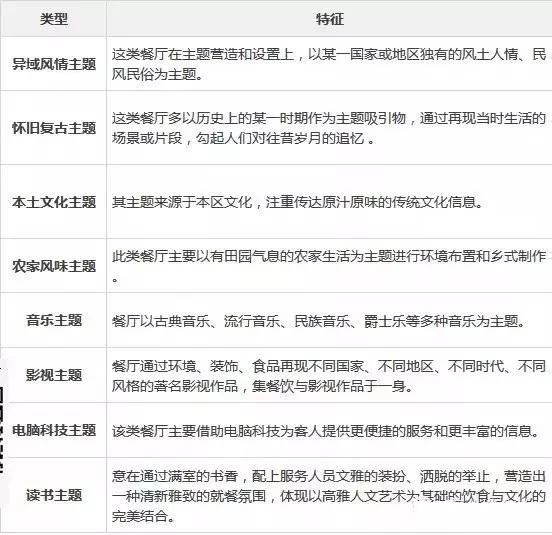 类型 特征
异域风情主题 这类餐厅在主题营造和设置上，以某一国家或地区独有的风土人情、民
风民俗为主题。
怀旧复古主题 这类餐厅多以历史上的某一时期作为主题吸引物，通过再现当时生活的
场景或片段，勾起人们对往昔岁月的追忆 。
本土文化主题 其主题来源于本区文化，注重传达原汁原味的传统文化信息。
农家风味主题 此类餐厅主要以有田园气息的农家生活为主题进行环境布置和乡式制作
。
音乐主题 餐厅以古典音乐、流行音乐、民族音乐、爵士乐等多种音乐为主题。
影视主题 餐厅通过环境、装饰、食品再现不同国家、不同地区、不同时代、不同
风格的著名影视作品，集餐饮与影视作品于一身。
电脑科技主题 该类餐厅主要借助电脑科技为客人提供更便捷的服务和更丰富的信息。
读书主题 意在通过满室的书香，配上服务人员文雅的装扮、洒脱的举止，营造出
一种清新雅致的就餐氛围，体现以高雅人文艺术为基础的饮食与文化的
完美结合。